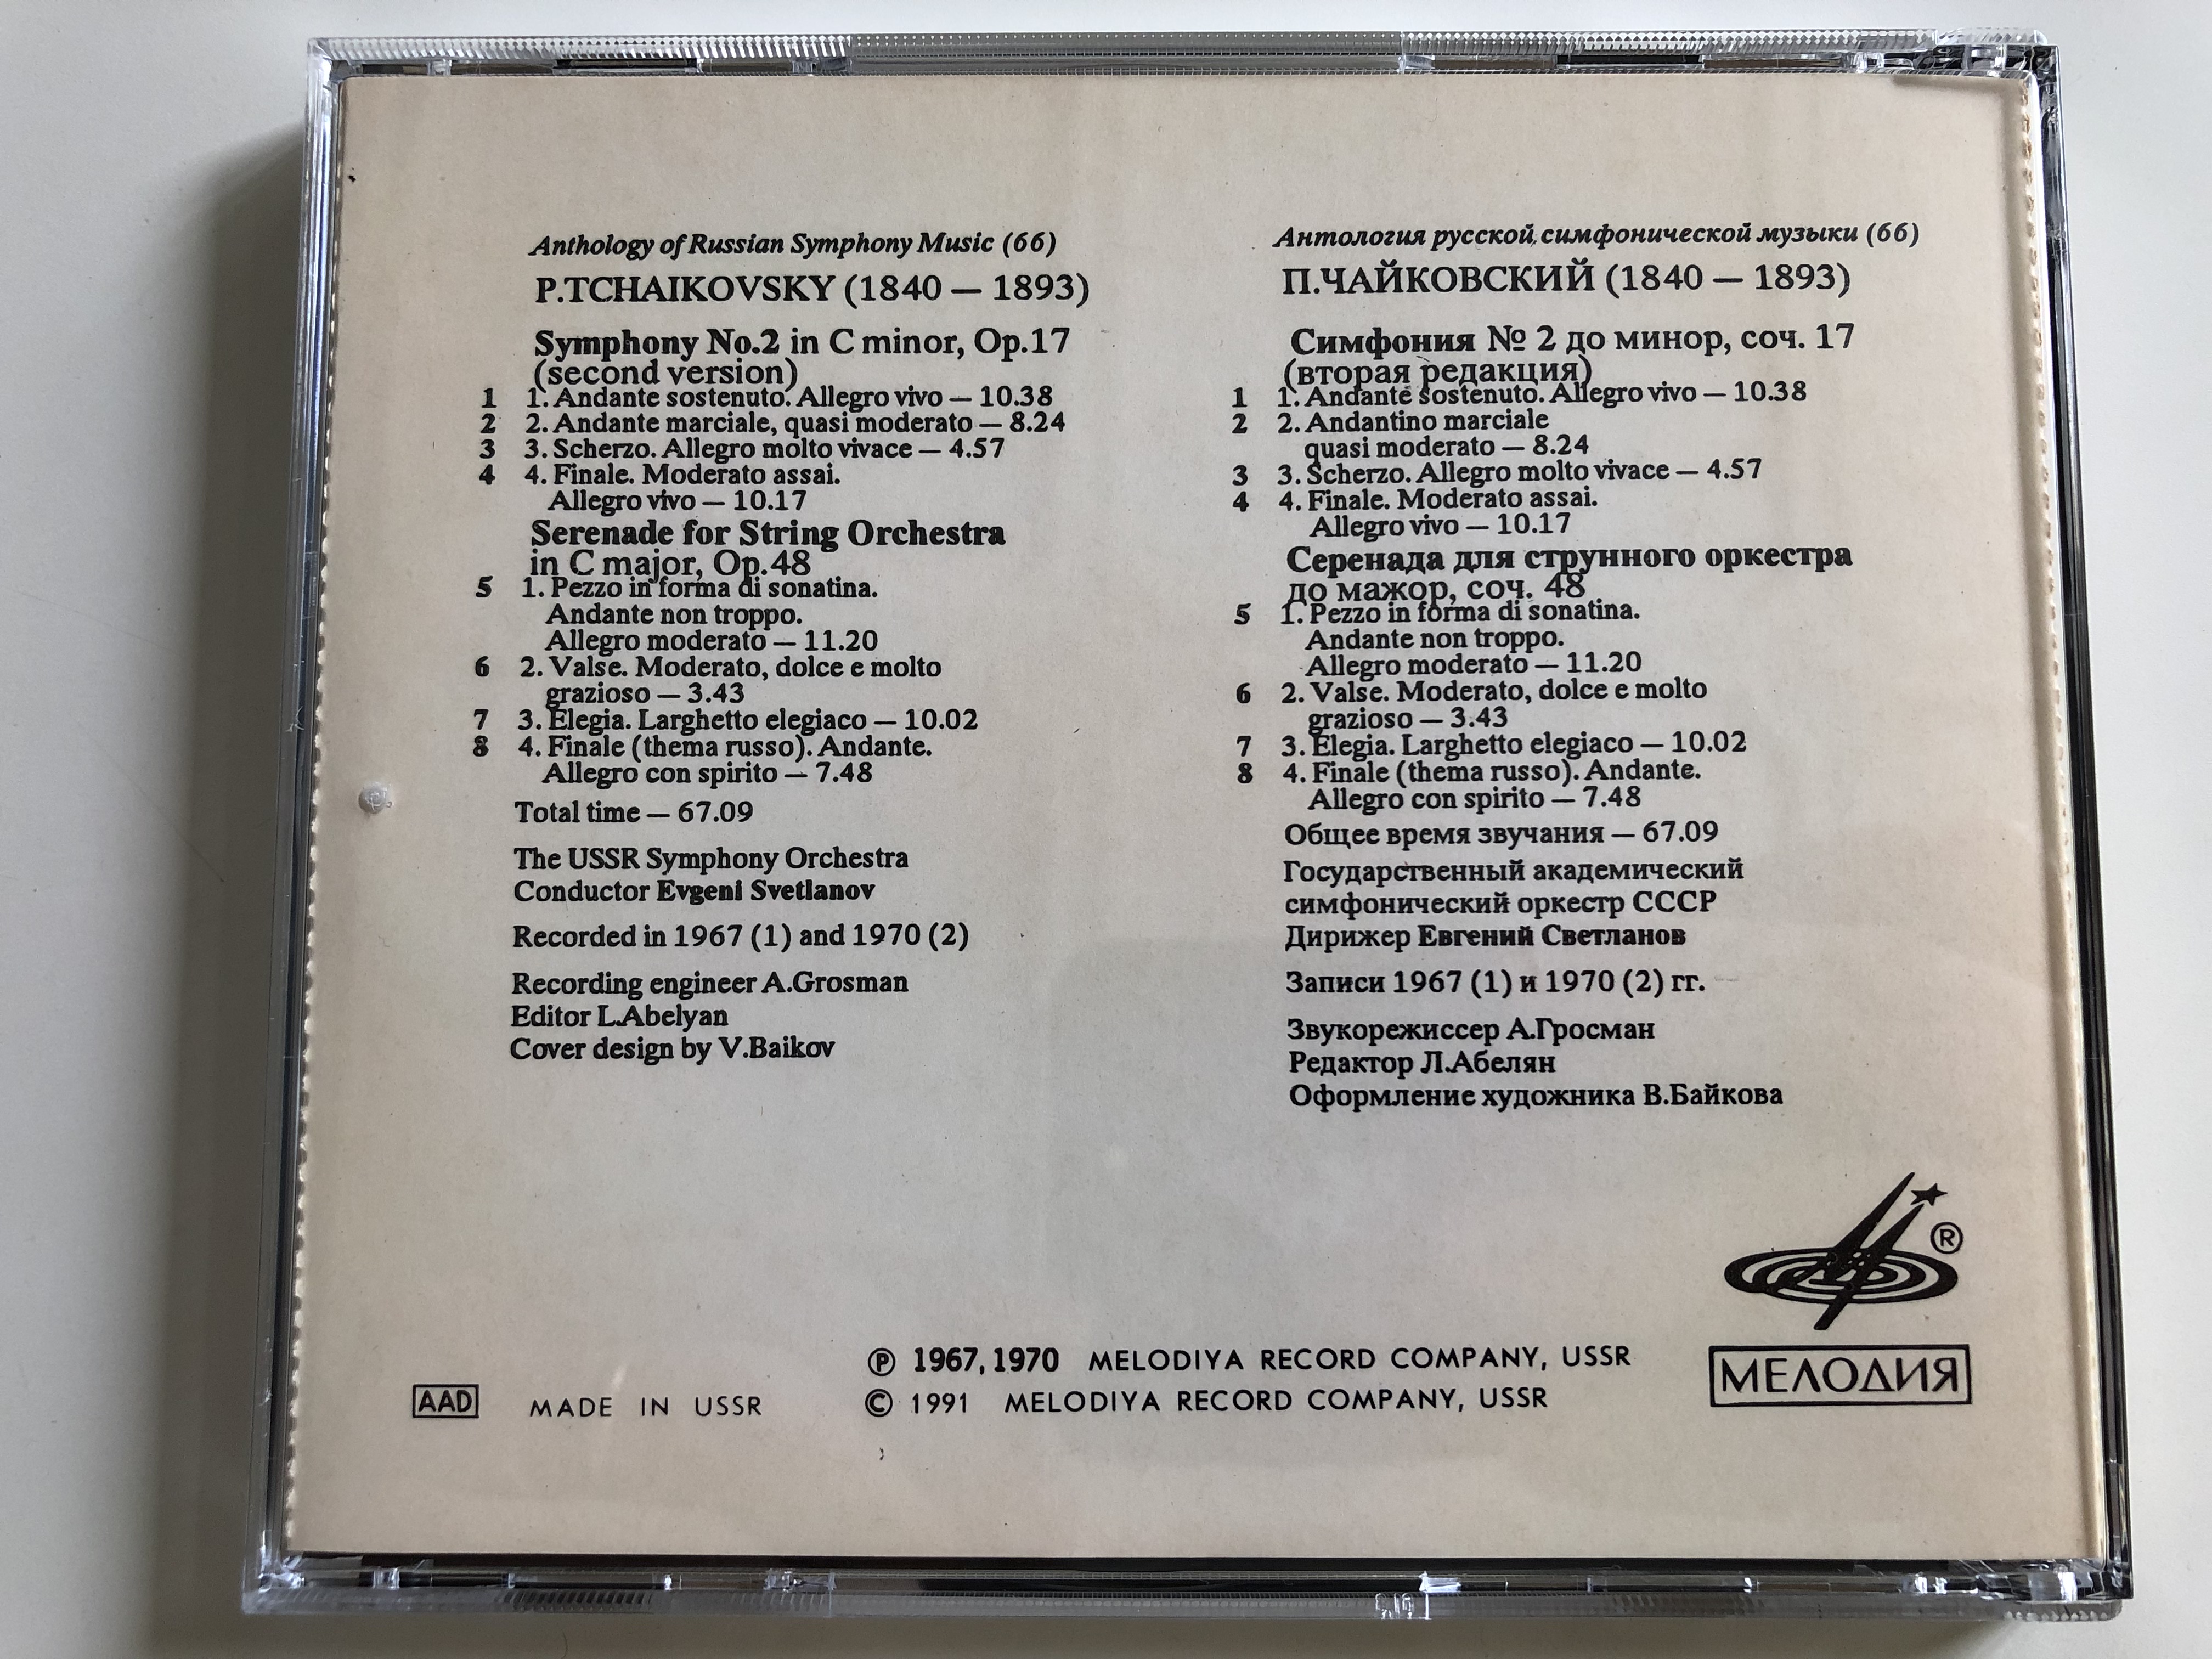 Anthology of Russian Symphony Music (66)
P.TCHAIKOVSKY (1840 — 1893)
Symphony No.2 in C minor, Op.17
(second version)
1 1. Andante sostenuto. Allegro vivo — 10.38
2 2. Andante marciale, quasi moderato — 8.24
3 3. Scherzo. Allegro molto vivace — 4.57
4 4. Finale. Moderato assai.
Allegro vivo — 10.17
Serenade for String Orchestra
in C major, Op.48
5 1. Pezzo in forma di sonatina.
Andante non troppo.
Allegro moderato — 11.20
6 2. Valse. Moderato, dolce e molto
grazioso — 3.43
7 3. Elegia. Larghetto elegiaco — 10.02
8 4. Finale (thema russo). Andante.
Allegro con spirito — 7.48
Total time — 67.09
The USSR Symphony Orchestra
Conductor Evgeni Svetlanov
Recorded in 1967 (1) and 1970 (2)
Recording engineer A.Grosman
Editor L.Abelyan
Cover design by V.Baikov
Антология русской симфонической музыки (66)
П.ЧАЙКОВСКИЙ (1840 — 1893)
Симфония № 2 до минор, соч. 17
(вторая редакция)
1 1. Andante sostenuto. Allegro vivo — 10.38
2 2. Andantino marciale
quasi moderato — 8.24
3 3. Scherzo. Allegro molto vivace — 4.57
4 4. Finale. Moderato assai.
Allegro vivo — 10.17
Серенада для струнного оркестра
до мажор, соч. 48
5 1. Pezzo in forma di sonatina.
Andante non troppo.
Allegro moderato — 11.20
6 2. Valse. Moderato, dolce e molto
grazioso — 3.43
7 3. Elegia. Larghetto elegiaco — 10.02
8 4. Finale (thema russo). Andante.
Allegro con spirito — 7.48
Общее время звучания — 67.09
Государственный академический
симфонический оркестр СССР
Дирижер Евгений Светланов
Записи 1967 (1) и 1970 (2) гг.
Звукорежиссер А.Гросман
Редактор Л.Абелян
Оформление художника В.Байкова
®
МЕЛОДИЯ
℗ 1967, 1970 MELODIYA RECORD COMPANY, USSR
© 1991 MELODIYA RECORD COMPANY, USSR
AAD MADE IN USSR